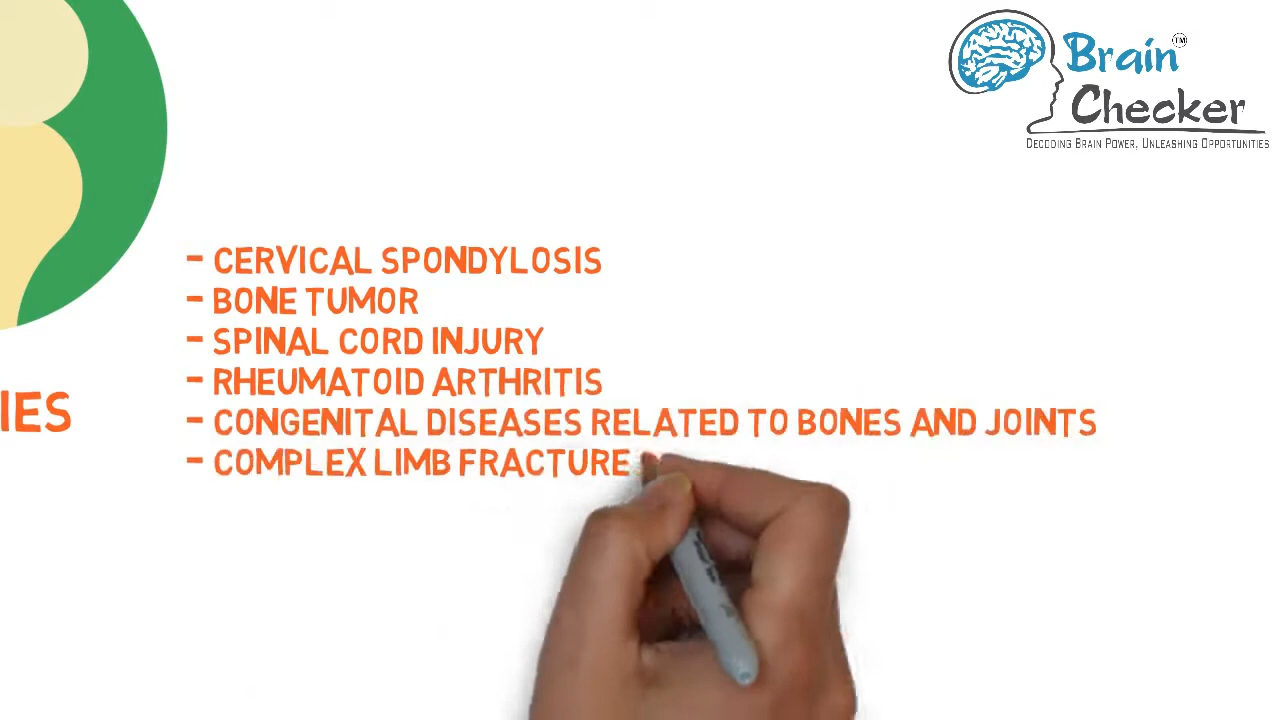 Brain TM
Checker
DECODING BRAIN POWER, UNLEASHING OPPORTUNITIES
- CERVICAL SPONDYLOSIS
- BONE TUMOR
- SPINAL CORD INJURY
- RHEUMATOID ARTHRITIS
IES
- CONGENITAL DISEASES RELATED TO BONES AND JOINTS
- COMPLEX LIMB FRACTURE